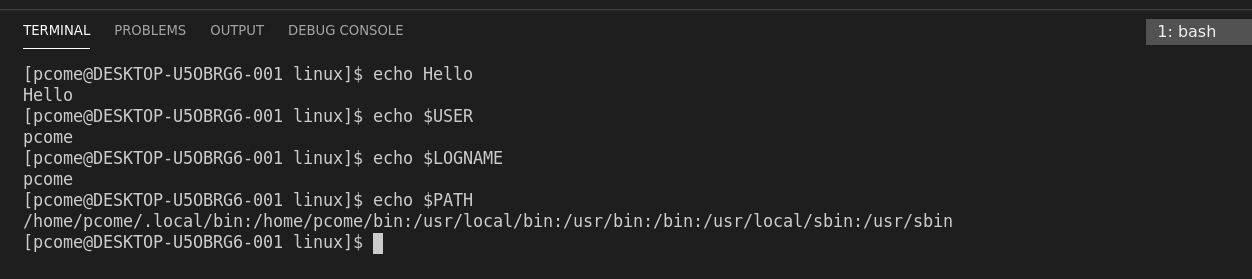 TERMINAL PROBLEMS OUTPUT DEBUG CONSOLE 1: bash
[pcome@DESKTOP-U5OBRG6-001 linux]$ echo Hello
Hello
[pcome@DESKTOP-U5OBRG6-001 linux]$ echo $USER
pcome
[pcome@DESKTOP-U5OBRG6-001 linux]$ echo $LOGNAME
pcome
[pcome@DESKTOP-U5OBRG6-001 linux]$ echo $PATH
/home/pcome/.local/bin:/home/pcome/bin:/usr/local/bin:/usr/bin:/bin:/usr/local/sbin:/usr/sbin
[pcome@DESKTOP-U5OBRG6-001 linux]$